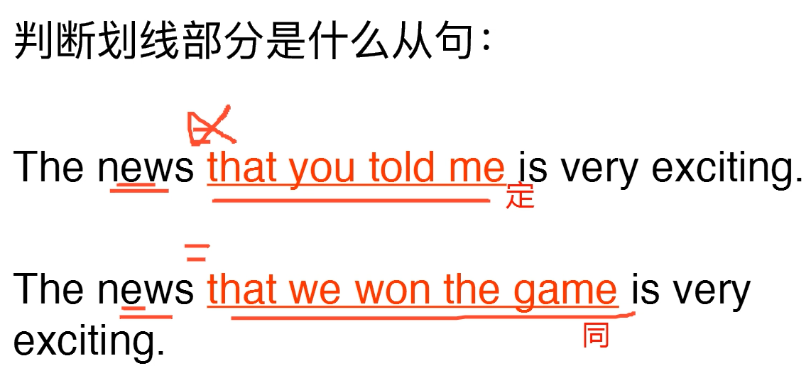 判断划线部分是什么从句：
The news that you told me is very exciting.
定
The news that we won the game is very
exciting.
同